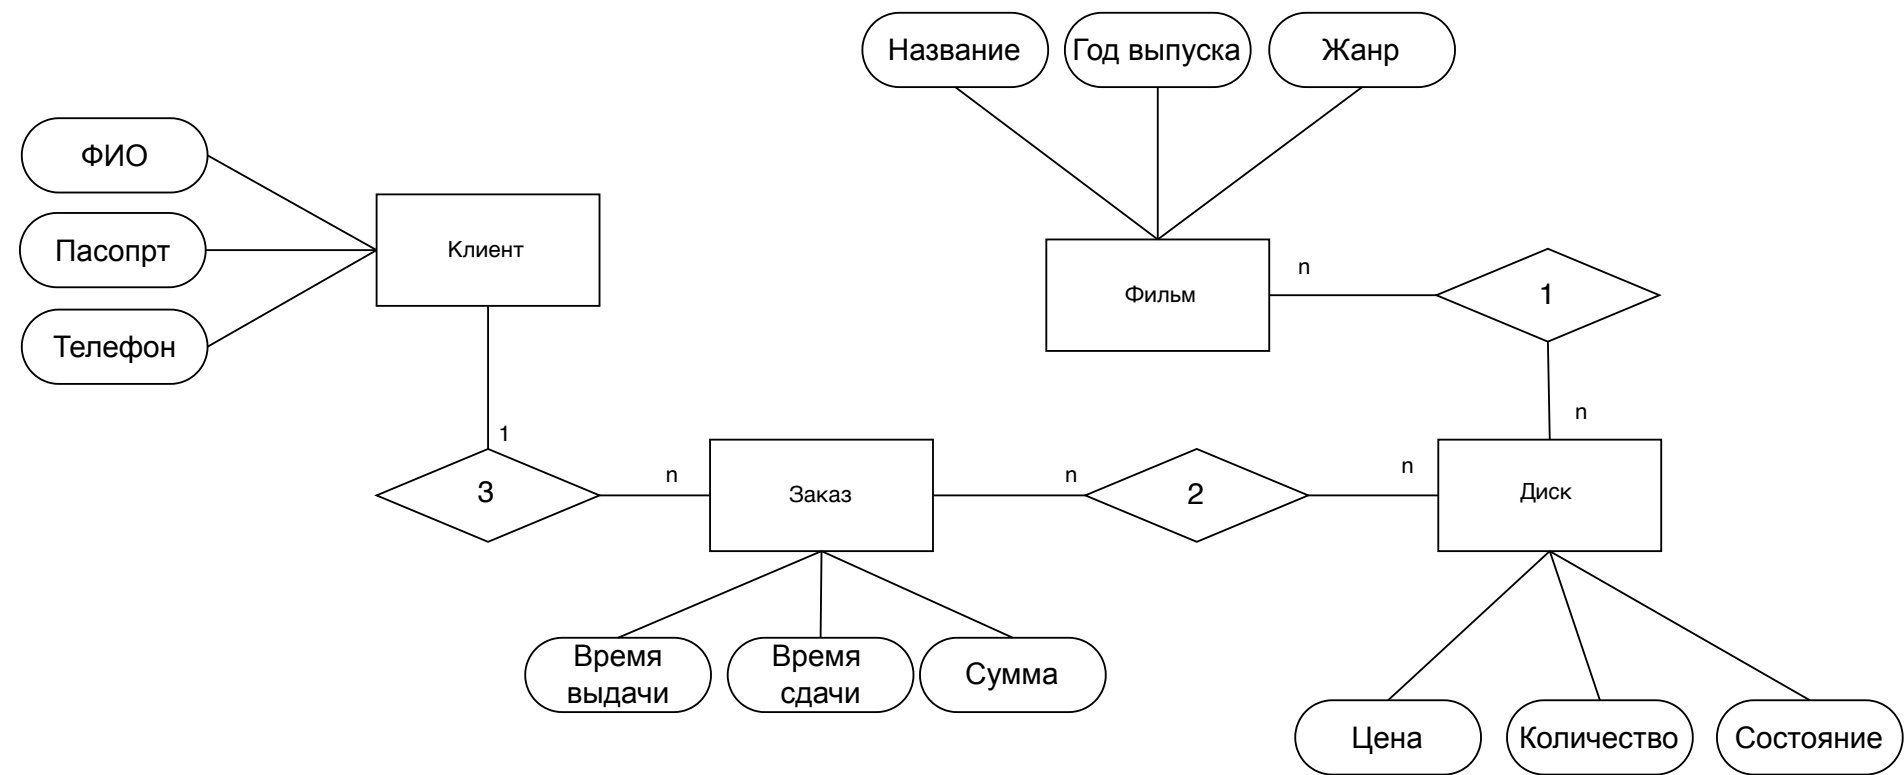 Название
Год выпуска
Жанр
ФИО
Клиент
Пасопрт
Телефон
Фильм
n
1
n
1
3
n
Заказ
n
2
n
Диск
Время
выдачи
Время
сдачи
Сумма
Цена
Количество
Состояние